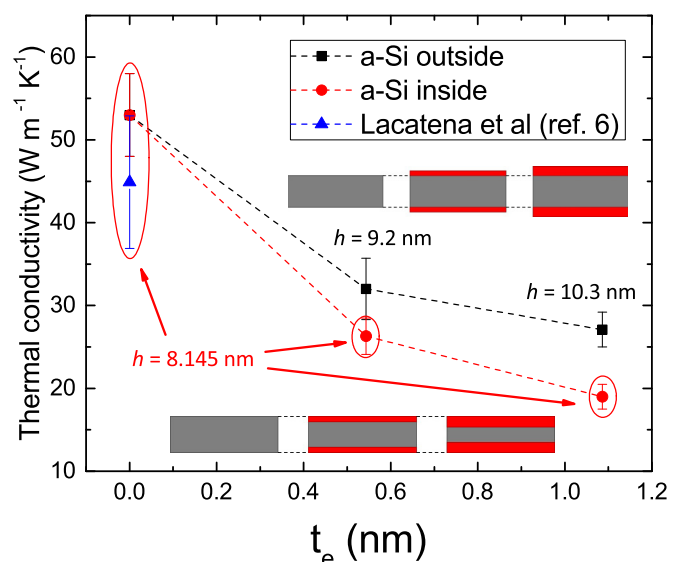 60
50
40
30
20
10
Thermal conductivity (W m⁻¹ K⁻¹)
a-Si outside
a-Si inside
Lacatena et al (ref. 6)
h = 9.2 nm
h = 10.3 nm
h = 8.145 nm
0.0 0.2 0.4 0.6 0.8 1.0 1.2
tₑ (nm)